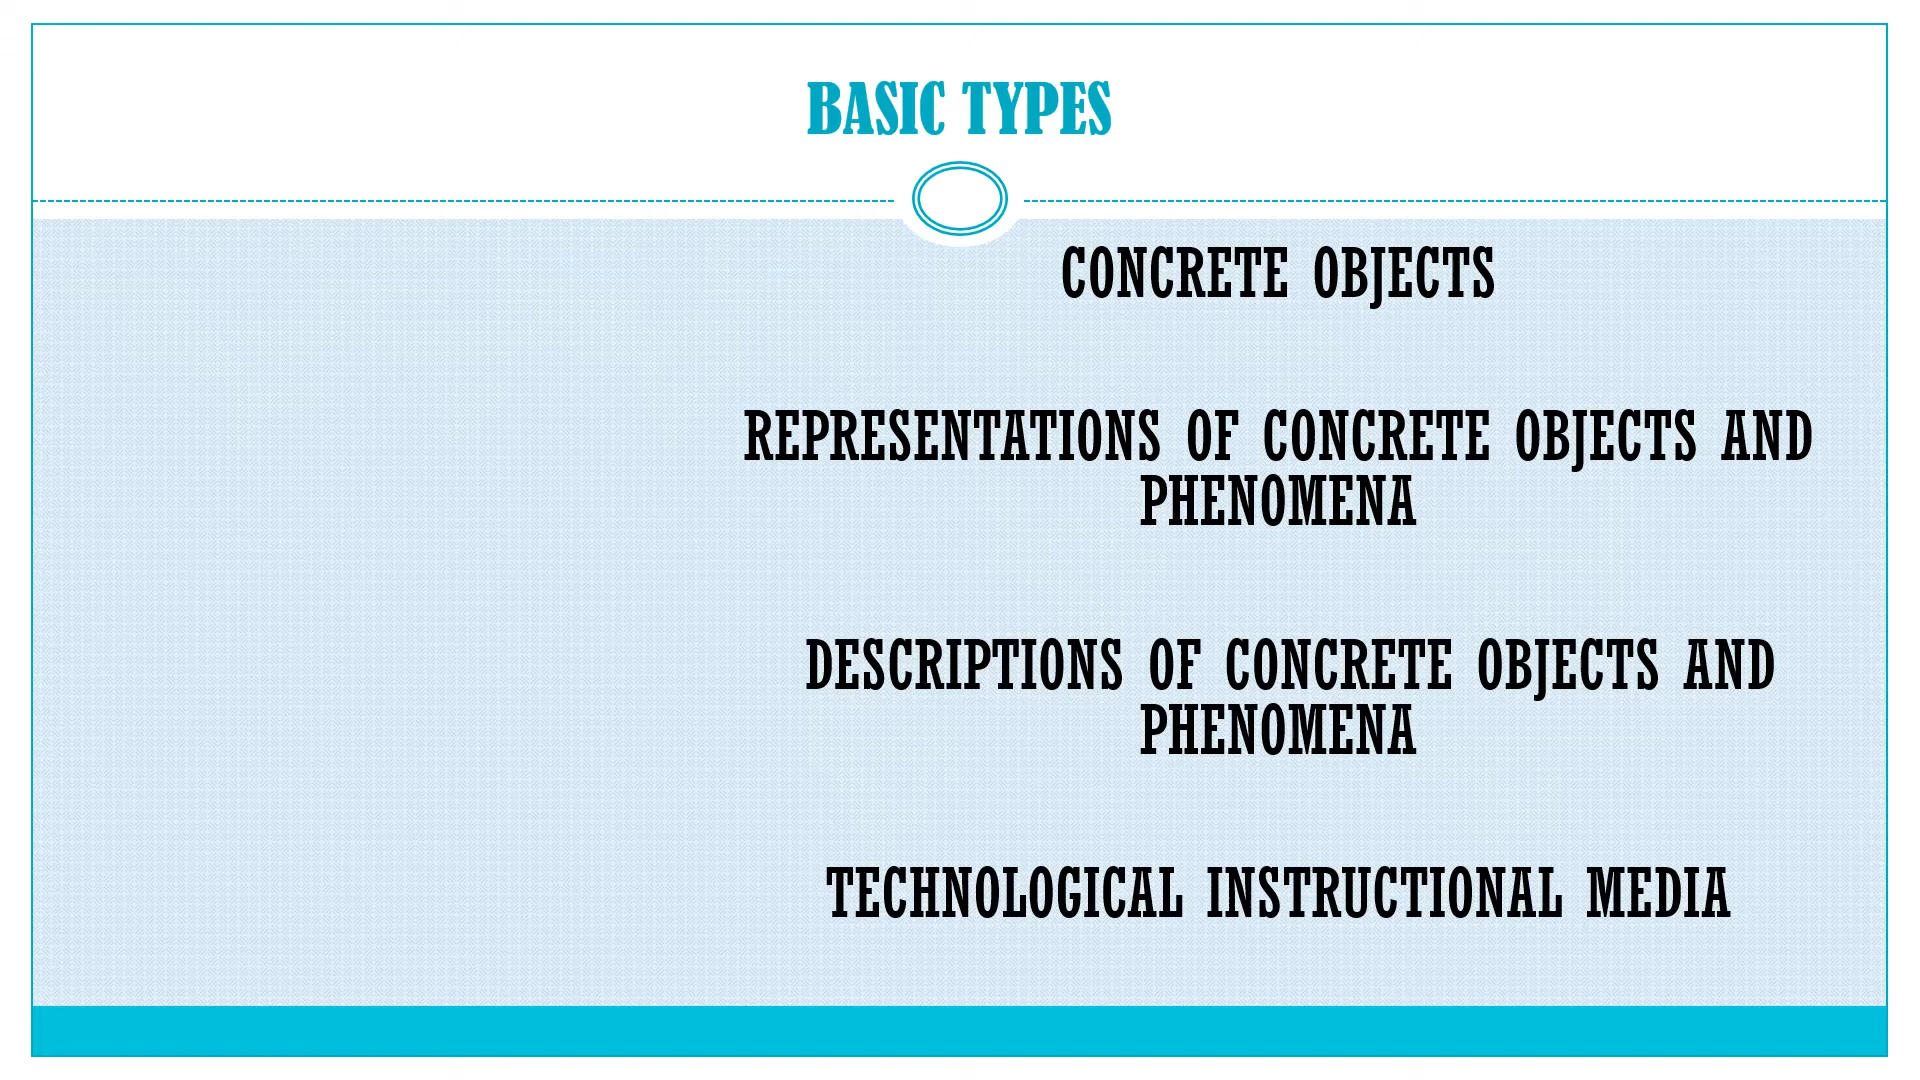 BASIC TYPES
CONCRETE OBJECTS
REPRESENTATIONS OF CONCRETE OBJECTS AND
PHENOMENA
DESCRIPTIONS OF CONCRETE OBJECTS AND
PHENOMENA
TECHNOLOGICAL INSTRUCTIONAL MEDIA